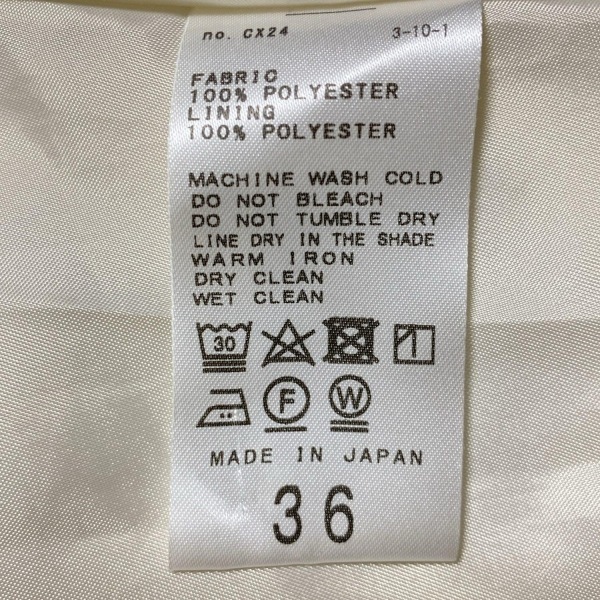 no. CX24 3-10-1
FABRIC
100% POLYESTER
LINING
100% POLYESTER
MACHINE WASH COLD
DO NOT BLEACH
DO NOT TUMBLE DRY
LINE DRY IN THE SHADE
WARM IRON
DRY CLEAN
WET CLEAN
30
F W
MADE IN JAPAN
36